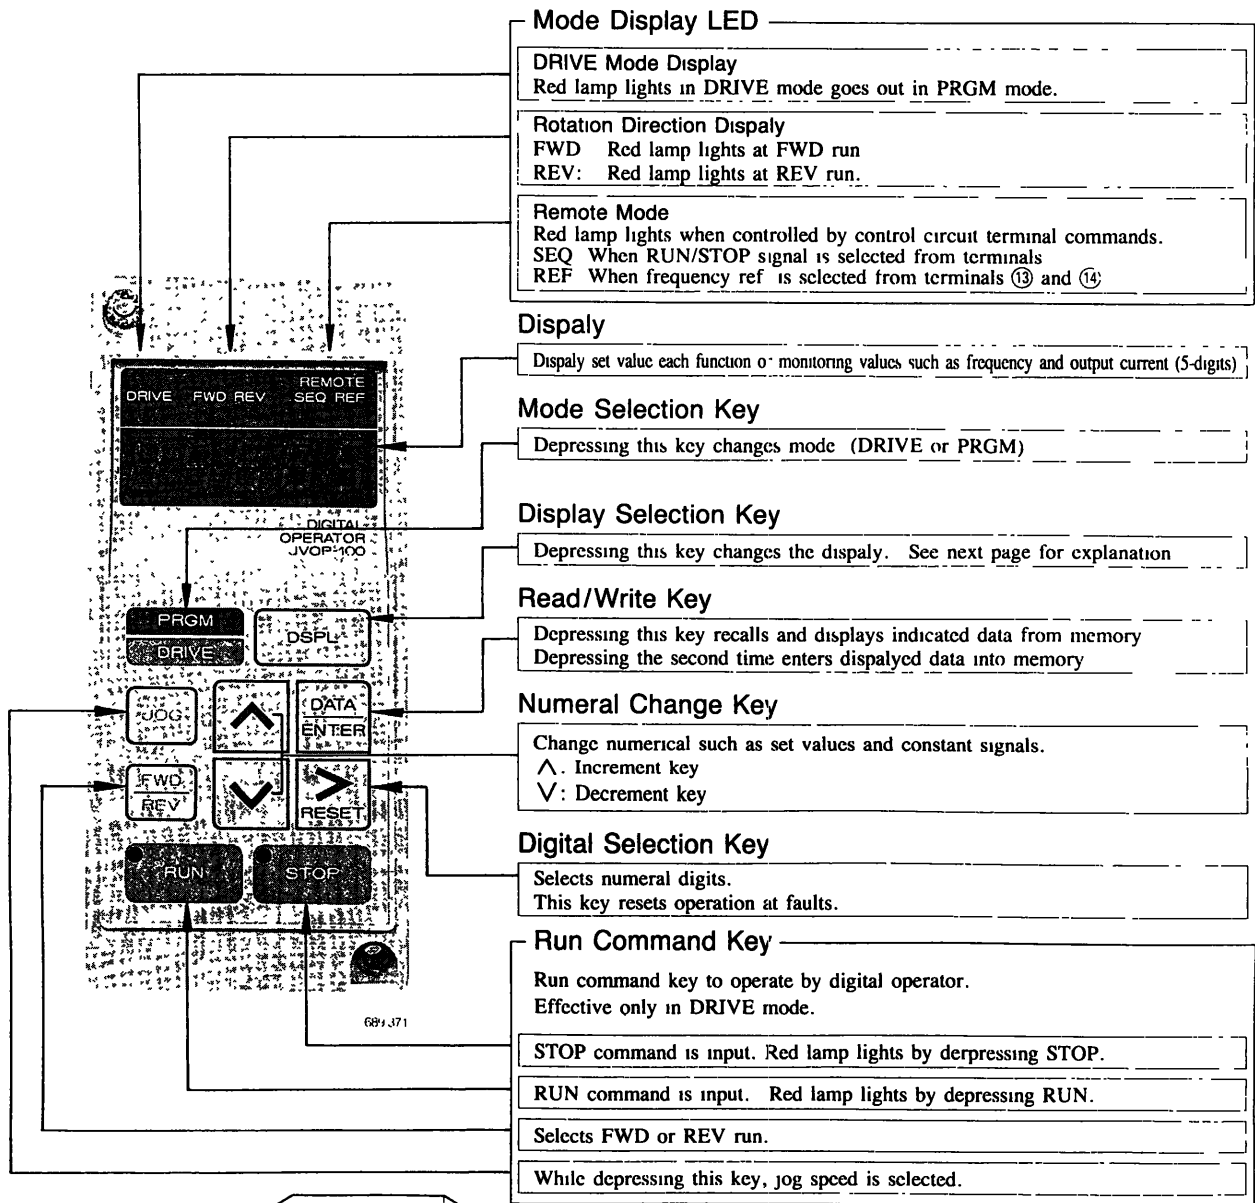 Mode Display LED
DRIVE Mode Display
Red lamp lights in DRIVE mode goes out in PRGM mode.
Rotation Direction Dispaly
FWD Red lamp lights at FWD run
REV: Red lamp lights at REV run.
Remote Mode
Red lamp lights when controlled by control circuit terminal commands.
SEQ When RUN/STOP signal is selected from terminals
REF When frequency ref is selected from terminals ⑬ and ⑭
Dispaly
Dispaly set value each function or monitoring values such as frequency and output current (5-digits)
Mode Selection Key
Depressing this key changes mode (DRIVE or PRGM)
Display Selection Key
Depressing this key changes the dispaly. See next page for explanation
Read/Write Key
Depressing this key recalls and displays indicated data from memory
Depressing the second time enters dispalyed data into memory
Numeral Change Key
Change numerical such as set values and constant signals.
∧. Increment key
∨: Decrement key
Digital Selection Key
Selects numeral digits.
This key resets operation at faults.
Run Command Key
Run command key to operate by digital operator.
Effective only in DRIVE mode.
STOP command is input. Red lamp lights by derpressing STOP.
RUN command is input. Red lamp lights by depressing RUN.
Selects FWD or REV run.
While depressing this key, jog speed is selected.
REMOTE
DRIVE FWD REV SEQ REF
DIGITAL
OPERATOR
JVOP-100
PRGM
DRIVE
DSPL
JOG
DATA
ENTER
FWD
REV
RESET
RUN
STOP
689 371